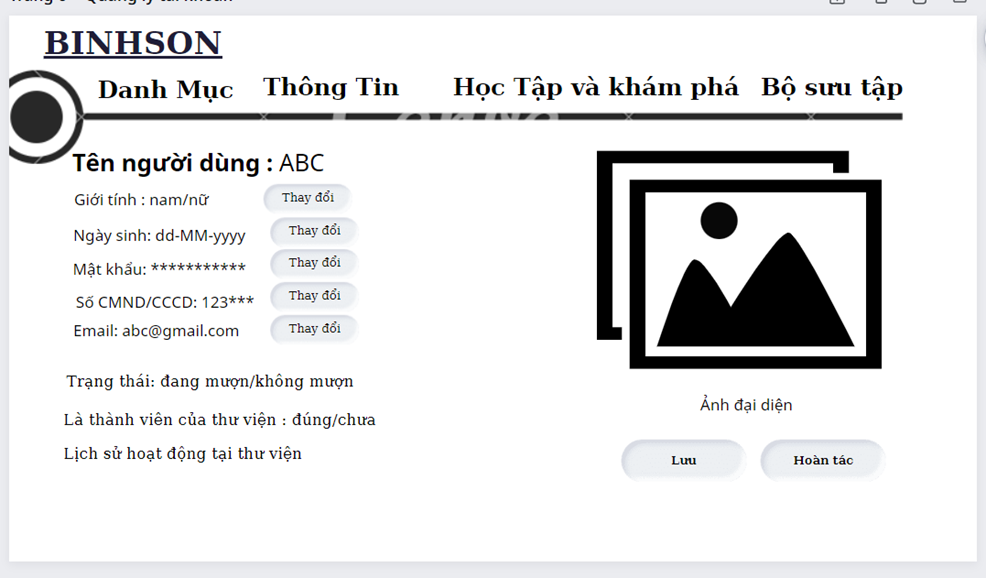 BINHSON
Danh Mục
Thông Tin
Học Tập và khám phá
Bộ sưu tập
Tên người dùng : ABC
Giới tính : nam/nữ
Thay đổi
Ngày sinh: dd-MM-yyyy
Thay đổi
Mật khẩu: ***********
Thay đổi
Số CMND/CCCD: 123***
Thay đổi
Email: abc@gmail.com
Thay đổi
Trạng thái: đang mượn/không mượn
Là thành viên của thư viện : đúng/chưa
Lịch sử hoạt động tại thư viện
Ảnh đại diện
Lưu
Hoàn tác